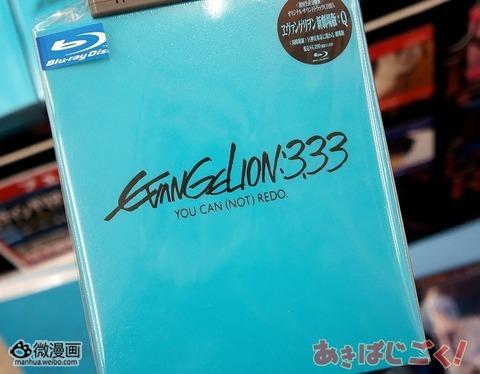 Blu-ray Disc
ヱヴァンゲリヲン新劇場版:Q
EVANGELION:3.33
YOU CAN (NOT) REDO.
微漫画
manhua.weibo.com
あきばじごく!